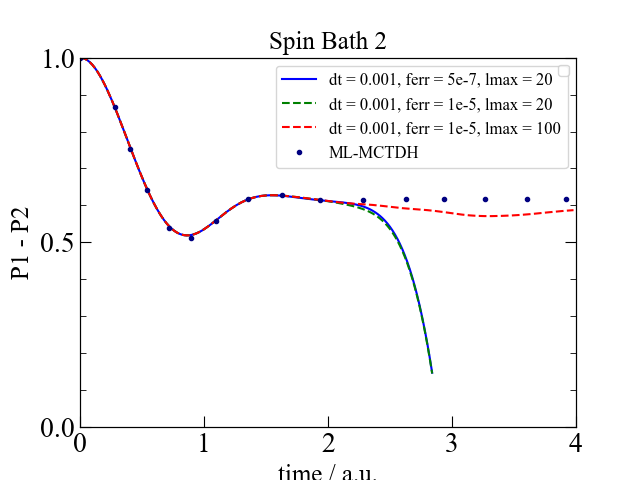 Spin Bath 2
dt = 0.001, ferr = 5e-7, lmax = 20
dt = 0.001, ferr = 1e-5, lmax = 20
dt = 0.001, ferr = 1e-5, lmax = 100
ML-MCTDH
P1 - P2
1.0
0.5
0.0
0 1 2 3 4
time / a.u.